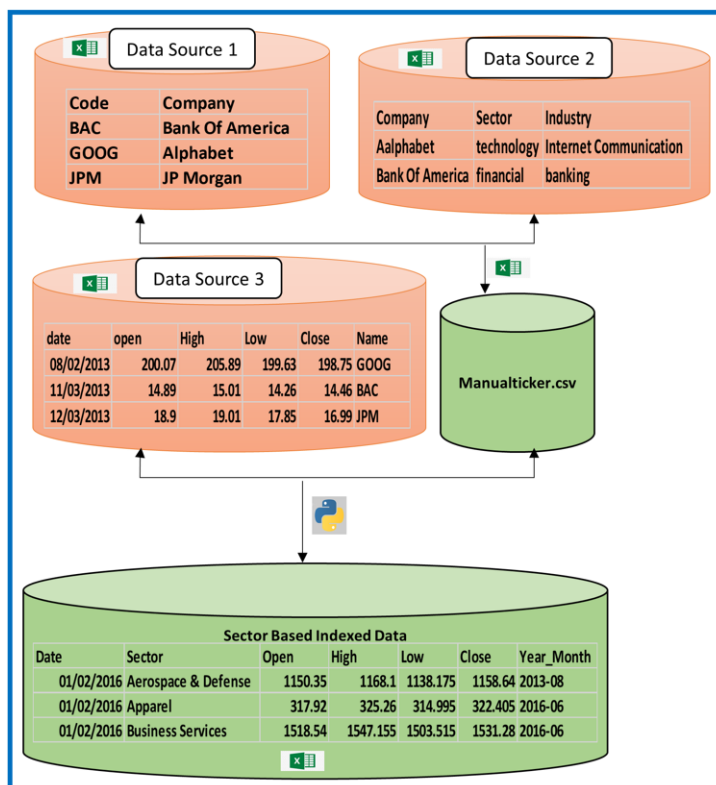 Data Source 1
Code Company
BAC Bank Of America
GOOG Alphabet
JPM JP Morgan
Data Source 2
Company Sector Industry
Aalphabet technology Internet Communication
Bank Of America financial banking
Data Source 3
date open High Low Close Name
08/02/2013 200.07 205.89 199.63 198.75 GOOG
11/03/2013 14.89 15.01 14.26 14.46 BAC
12/03/2013 18.9 19.01 17.85 16.99 JPM
Manualticker.csv
Sector Based Indexed Data
Date Sector Open High Low Close Year_Month
01/02/2016 Aerospace & Defense 1150.35 1168.1 1138.175 1158.64 2013-08
01/02/2016 Apparel 317.92 325.26 314.995 322.405 2016-06
01/02/2016 Business Services 1518.54 1547.155 1503.515 1531.28 2016-06